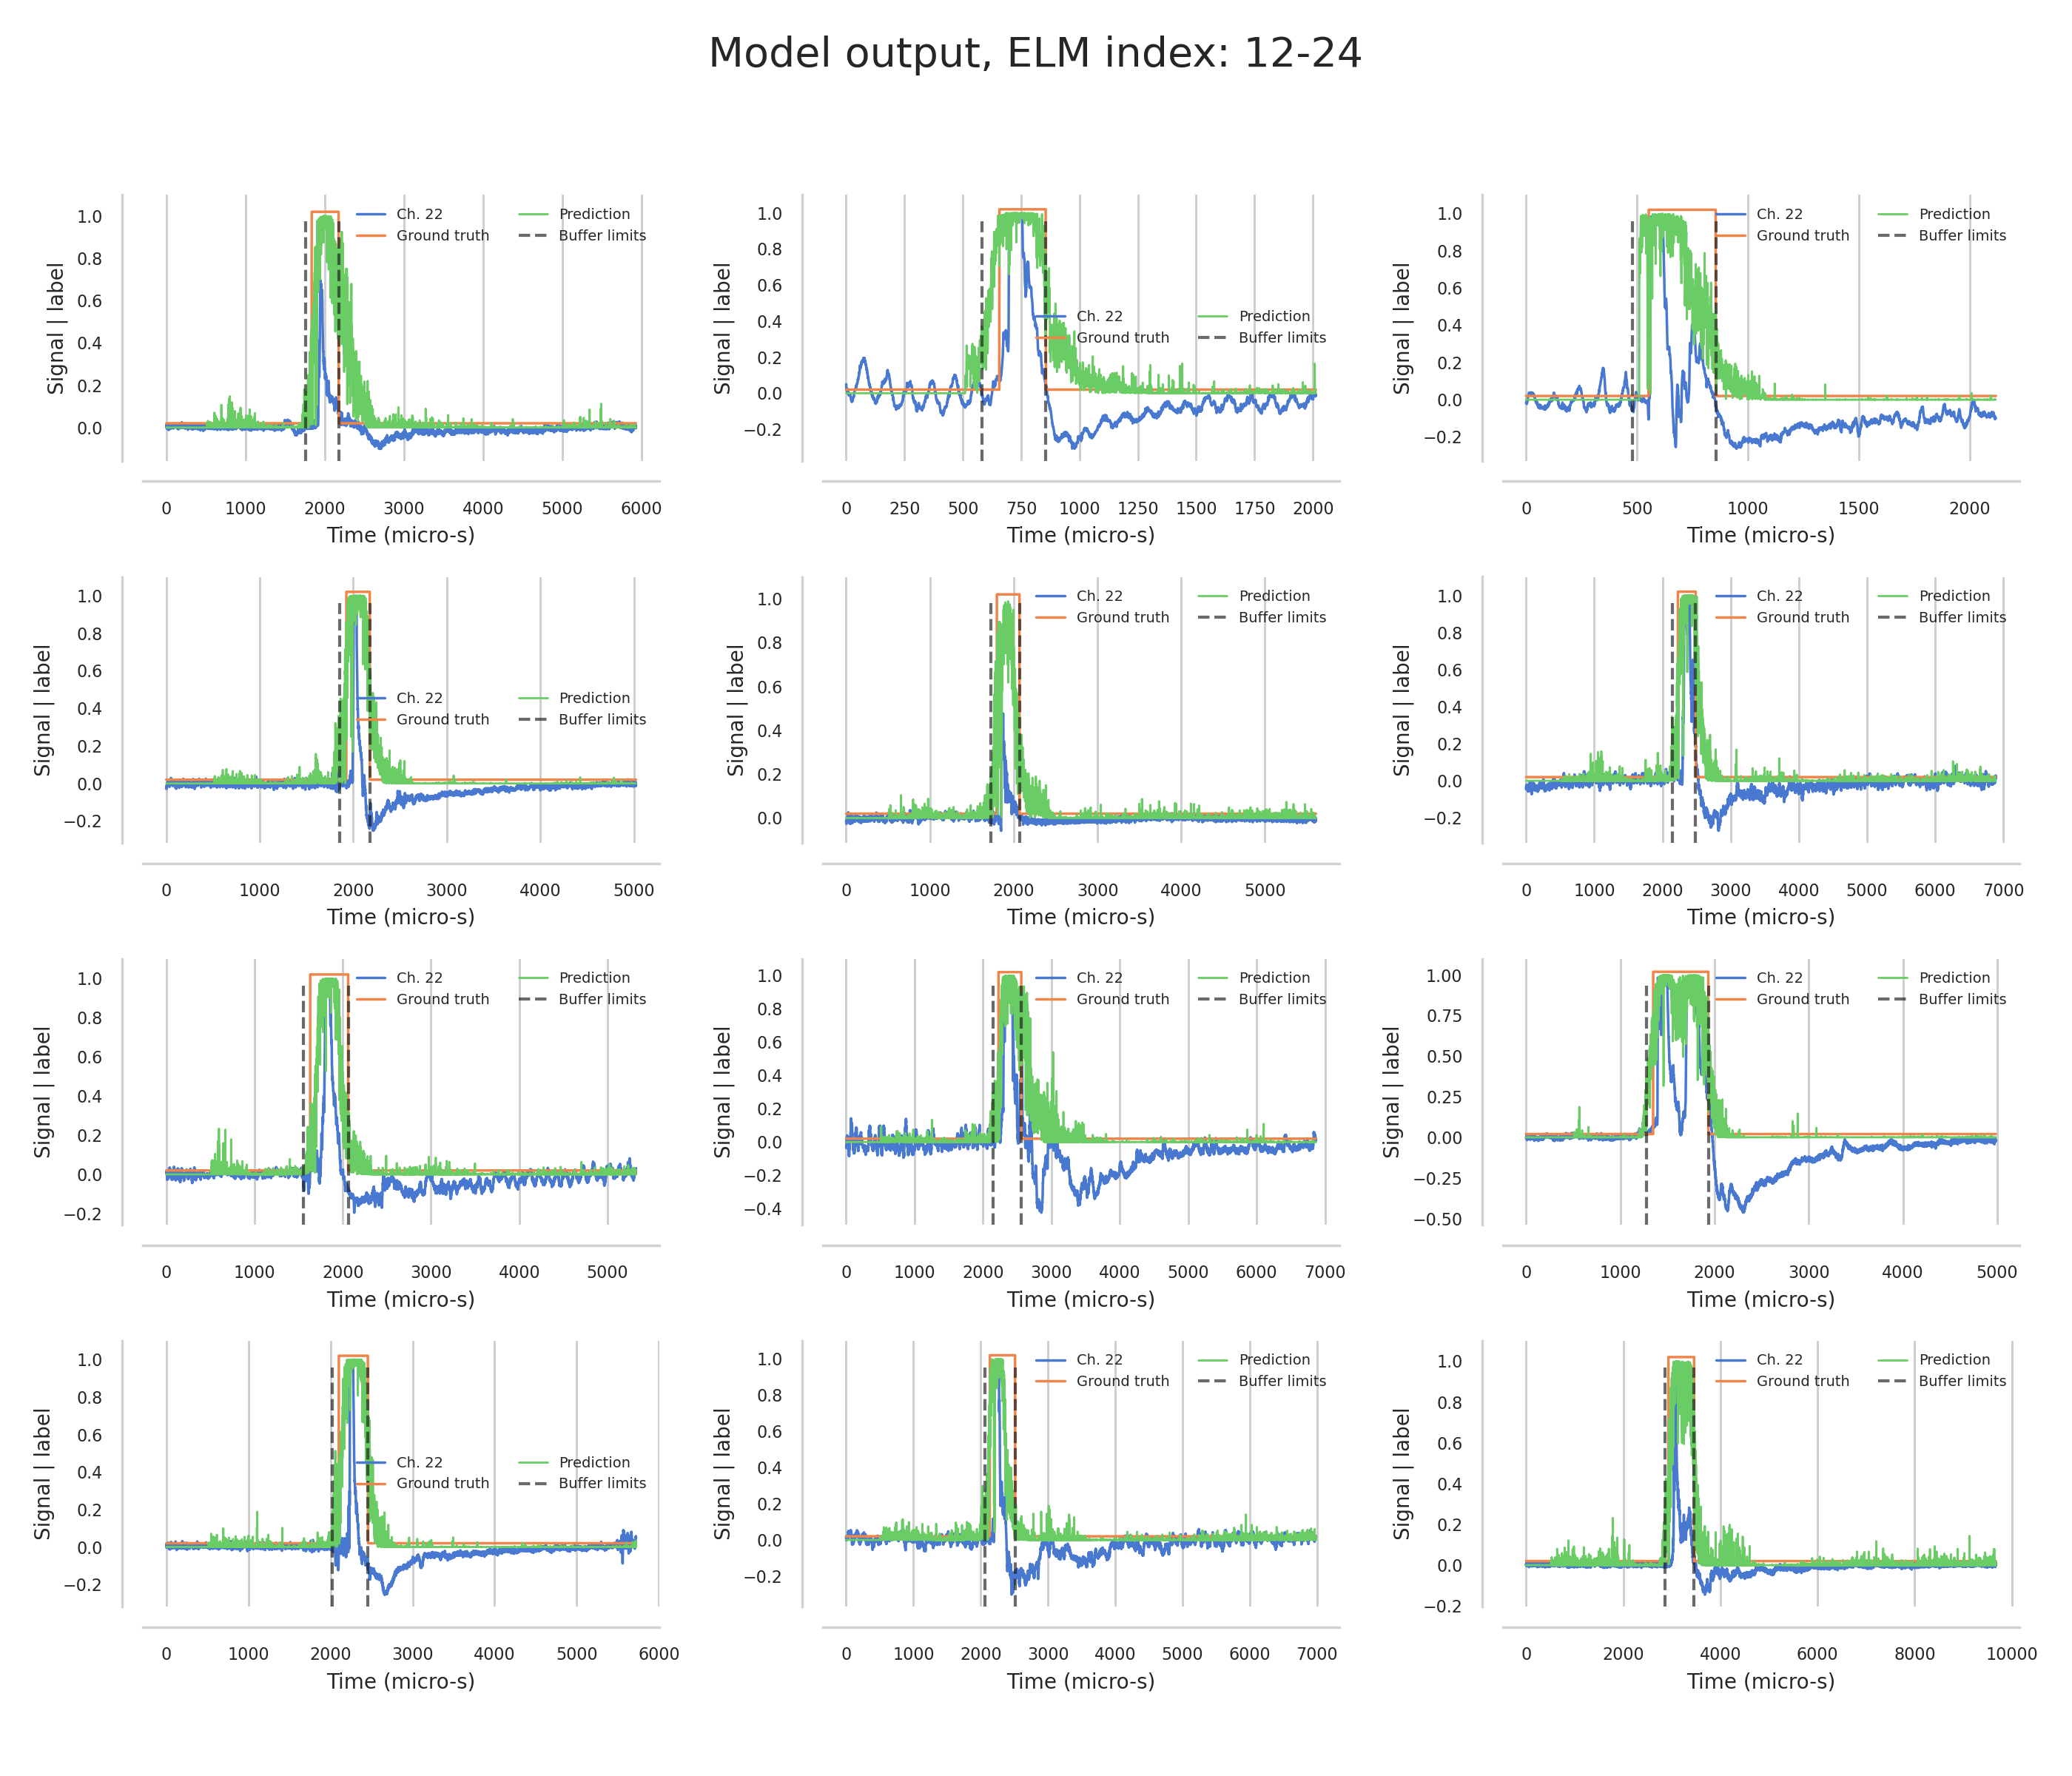 Model output, ELM index: 12-24
1.0
0.8
0.6
0.4
0.2
0.0
Signal | label
Ch. 22
Ground truth
Prediction
Buffer limits
0 1000 2000 3000 4000 5000 6000
Time (micro-s)
1.0
0.8
0.6
0.4
0.2
0.0
−0.2
Signal | label
Ch. 22
Ground truth
Prediction
Buffer limits
0 250 500 750 1000 1250 1500 1750 2000
Time (micro-s)
1.0
0.8
0.6
0.4
0.2
0.0
−0.2
Signal | label
Ch. 22
Ground truth
Prediction
Buffer limits
0 500 1000 1500 2000
Time (micro-s)
1.0
0.8
0.6
0.4
0.2
0.0
−0.2
Signal | label
Ch. 22
Ground truth
Prediction
Buffer limits
0 1000 2000 3000 4000 5000
Time (micro-s)
1.0
0.8
0.6
0.4
0.2
0.0
Signal | label
Ch. 22
Ground truth
Prediction
Buffer limits
0 1000 2000 3000 4000 5000
Time (micro-s)
1.0
0.8
0.6
0.4
0.2
0.0
−0.2
Signal | label
Ch. 22
Ground truth
Prediction
Buffer limits
0 1000 2000 3000 4000 5000 6000 7000
Time (micro-s)
1.0
0.8
0.6
0.4
0.2
0.0
−0.2
Signal | label
Ch. 22
Ground truth
Prediction
Buffer limits
0 1000 2000 3000 4000 5000
Time (micro-s)
1.0
0.8
0.6
0.4
0.2
0.0
−0.2
−0.4
Signal | label
Ch. 22
Ground truth
Prediction
Buffer limits
0 1000 2000 3000 4000 5000 6000 7000
Time (micro-s)
1.00
0.75
0.50
0.25
0.00
−0.25
−0.50
Signal | label
Ch. 22
Ground truth
Prediction
Buffer limits
0 1000 2000 3000 4000 5000
Time (micro-s)
1.0
0.8
0.6
0.4
0.2
0.0
−0.2
Signal | label
Ch. 22
Ground truth
Prediction
Buffer limits
0 1000 2000 3000 4000 5000 6000
Time (micro-s)
1.0
0.8
0.6
0.4
0.2
0.0
−0.2
Signal | label
Ch. 22
Ground truth
Prediction
Buffer limits
0 1000 2000 3000 4000 5000 6000 7000
Time (micro-s)
1.0
0.8
0.6
0.4
0.2
0.0
−0.2
Signal | label
Ch. 22
Ground truth
Prediction
Buffer limits
0 2000 4000 6000 8000 10000
Time (micro-s)